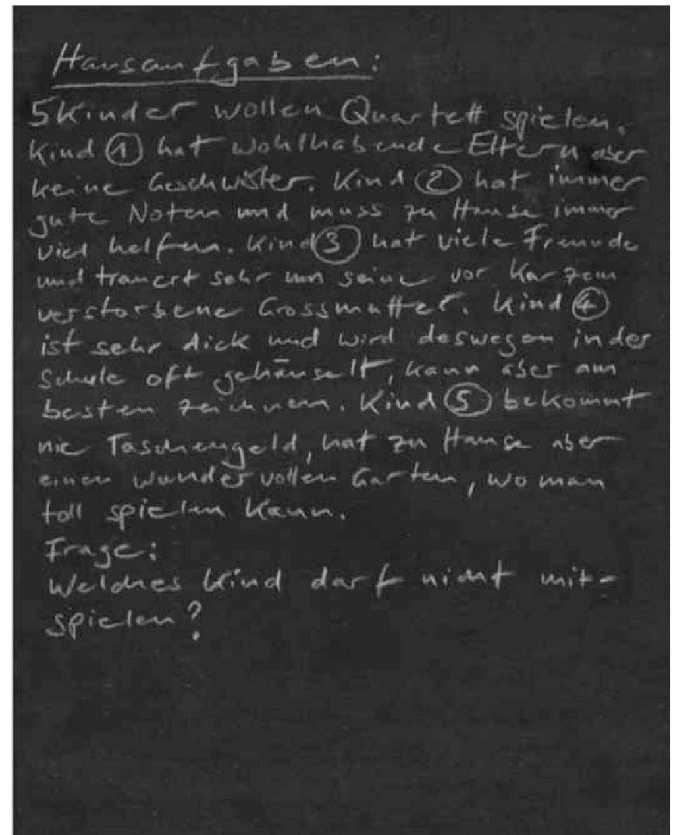 Hausaufgaben:
5 Kinder wollen Quartett spielen.
Kind ① hat wohlhabende Eltern aber
keine Geschwister. Kind ② hat immer
gute Noten und muss zu Hause immer
viel helfen. Kind ③ hat viele Freunde
und trauert sehr um seine vor Kurzem
verstorbene Grossmutter. Kind ④
ist sehr dick und wird deswegen in der
Schule oft gehänselt, kann aber am
besten zeichnen. Kind ⑤ bekommt
nie Taschengeld, hat zu Hause aber
einen wundervollen Garten, wo man
toll spielen kann.
Frage:
Welches Kind darf nicht mit-
spielen?